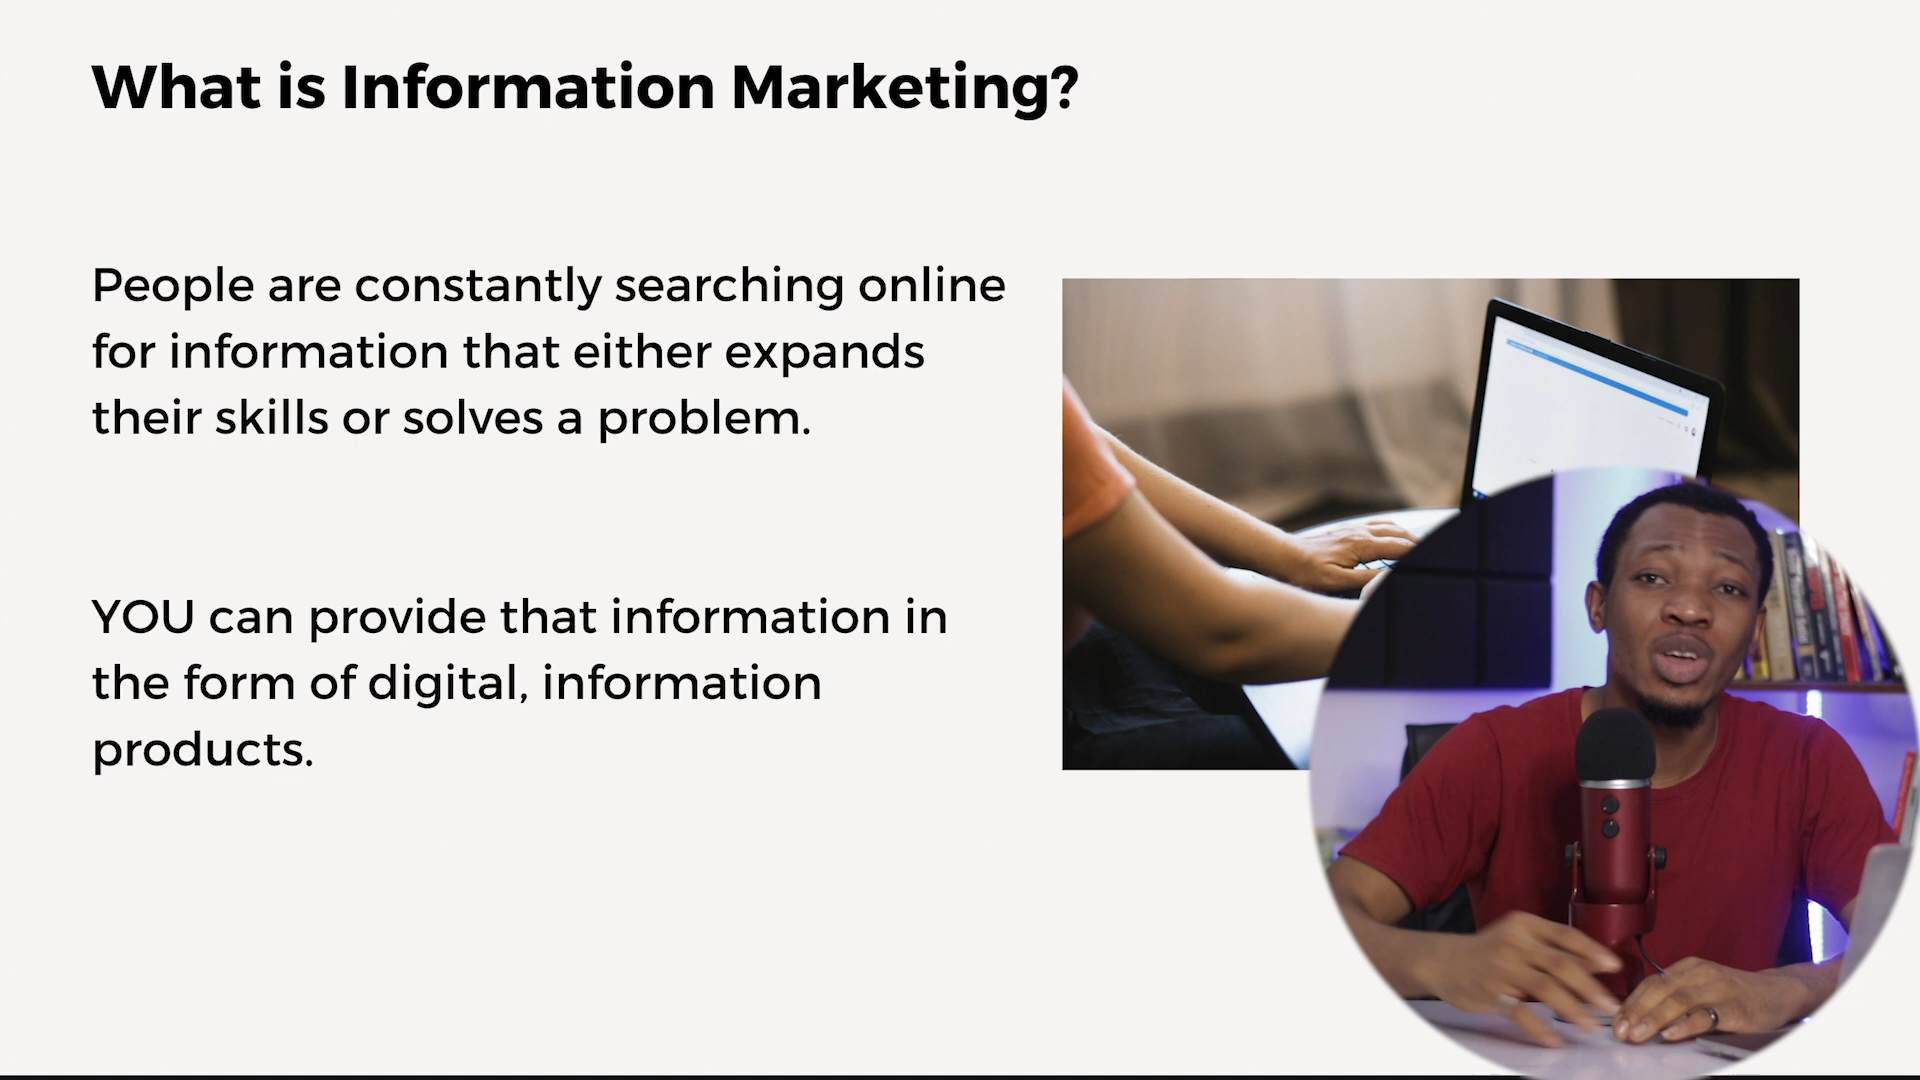 What is Information Marketing?
People are constantly searching online
for information that either expands
their skills or solves a problem.
YOU can provide that information in
the form of digital, information
products.